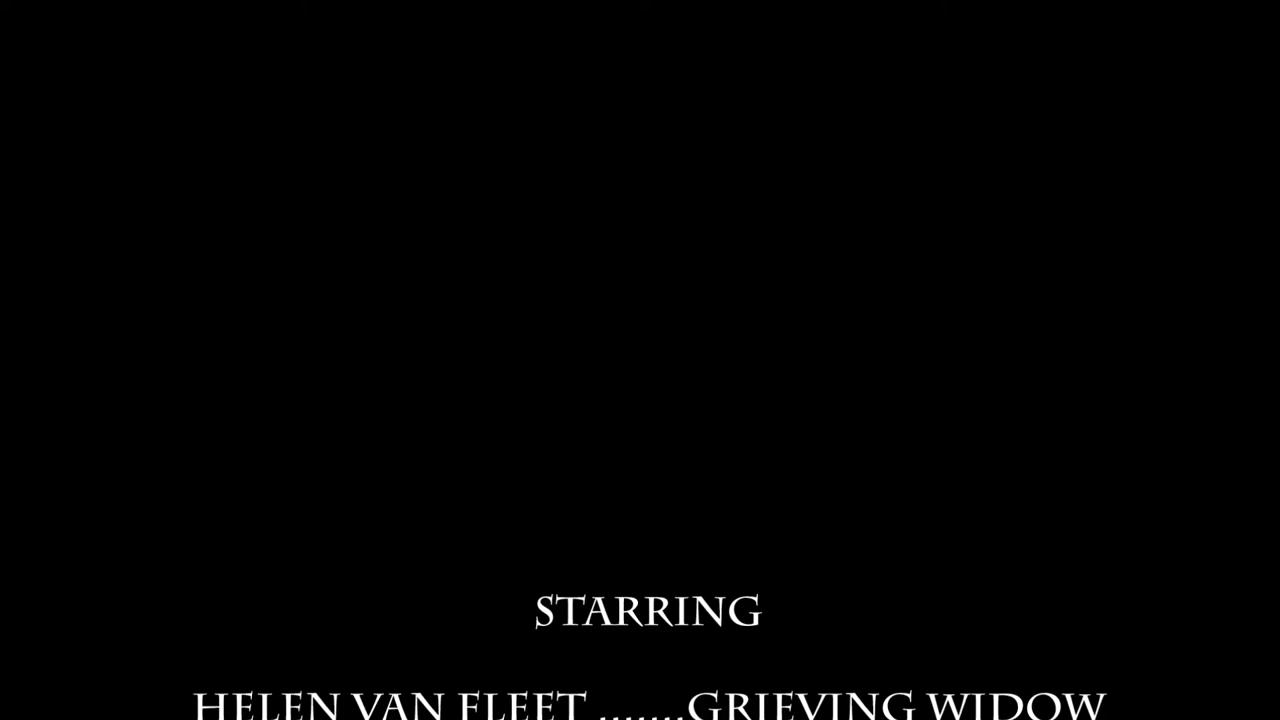 STARRING
HELEN VAN FLEET .......GRIEVING WIDOW